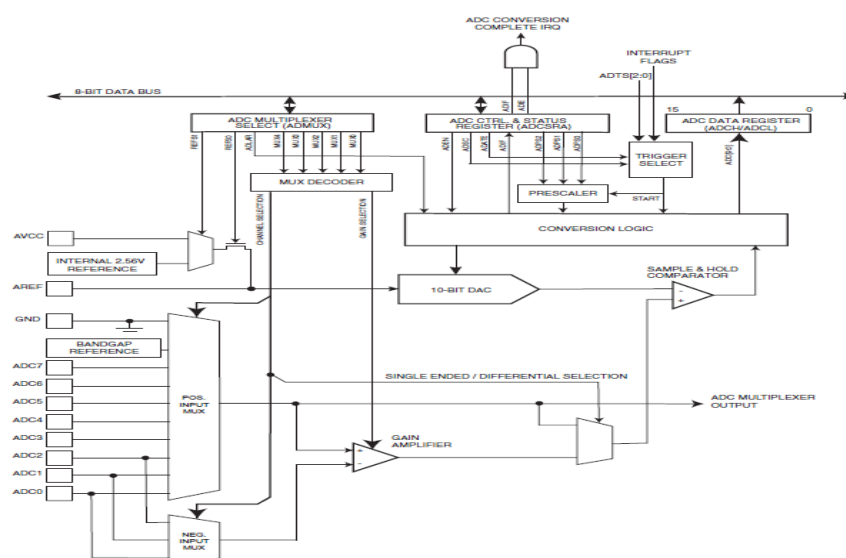 ADC CONVERSION
COMPLETE IRQ
INTERRUPT
FLAGS
ADTS[2:0]
8-BIT DATA BUS
15
0
ADC MULTIPLEXER
SELECT (ADMUX)
ADC CTRL. & STATUS
REGISTER (ADCSRA)
ADC DATA REGISTER
(ADCH/ADCL)
ADIF
ADIE
REFS1
REFS0
ADLAR
MUX4
MUX3
MUX2
MUX1
MUX0
ADEN
ADSC
ADATE
ADIF
ADPS2
ADPS1
ADPS0
ADC[9:0]
TRIGGER
SELECT
MUX DECODER
PRESCALER
START
CHANNEL SELECTION
GAIN SELECTION
CONVERSION LOGIC
AVCC
INTERNAL 2.56V
REFERENCE
SAMPLE & HOLD
COMPARATOR
AREF
10-BIT DAC
-
+
GND
BANDGAP
REFERENCE
ADC7
SINGLE ENDED / DIFFERENTIAL SELECTION
ADC6
ADC5
POS.
INPUT
MUX
ADC MULTIPLEXER
OUTPUT
ADC4
ADC3
GAIN
AMPLIFIER
+
-
ADC2
ADC1
ADC0
NEG.
INPUT
MUX